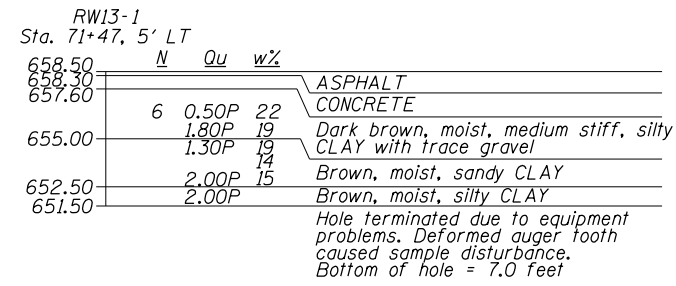 RW13-1
Sta. 71+47, 5' LT
N Qu w%
658.50
658.30 ASPHALT
657.60 CONCRETE
6 0.50P 22
1.80P 19 Dark brown, moist, medium stiff, silty
655.00 1.30P 19 CLAY with trace gravel
14
2.00P 15 Brown, moist, sandy CLAY
652.50
2.00P Brown, moist, silty CLAY
651.50
Hole terminated due to equipment
problems. Deformed auger tooth
caused sample disturbance.
Bottom of hole = 7.0 feet